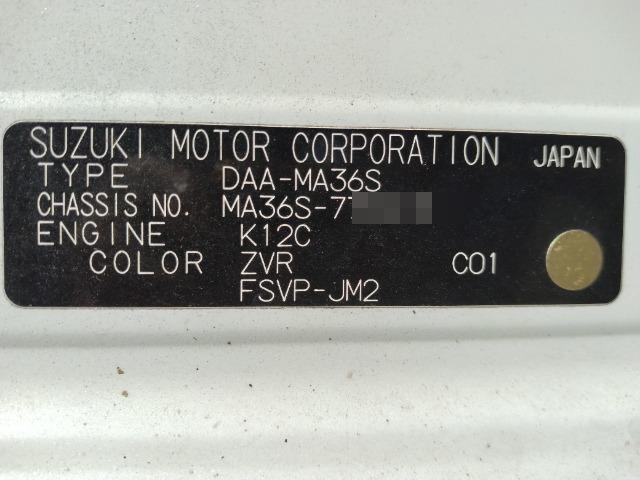 SUZUKI MOTOR CORPORATION JAPAN
TYPE DAA-MA36S
CHASSIS NO. MA36S-7
ENGINE K12C
COLOR ZVR C01
FSVP-JM2